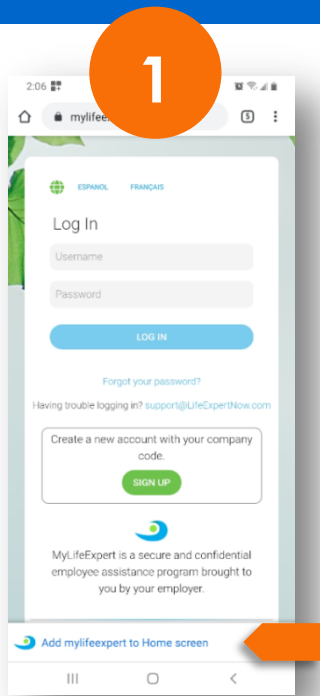 1
2:06
mylifee
5
ESPANOL FRANÇAIS
Log In
Username
Password
LOG IN
Forgot your password?
Having trouble logging in? support@LifeExpertNow.com
Create a new account with your company
code.
SIGN UP
MyLifeExpert is a secure and confidential
employee assistance program brought to
you by your employer.
Add mylifeexpert to Home screen